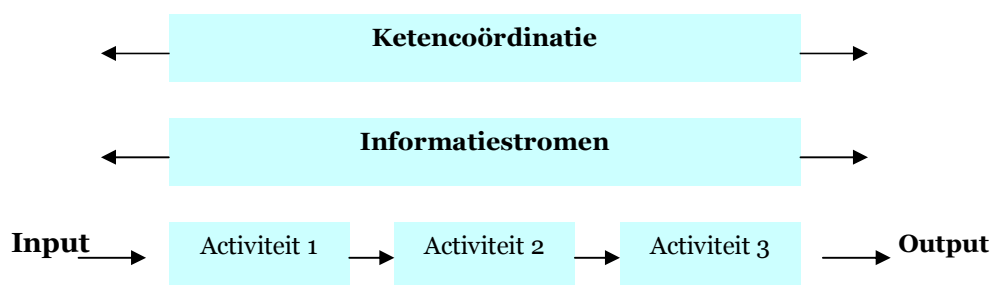 Ketencoördinatie
Informatiestromen
Input Activiteit 1 Activiteit 2 Activiteit 3 Output